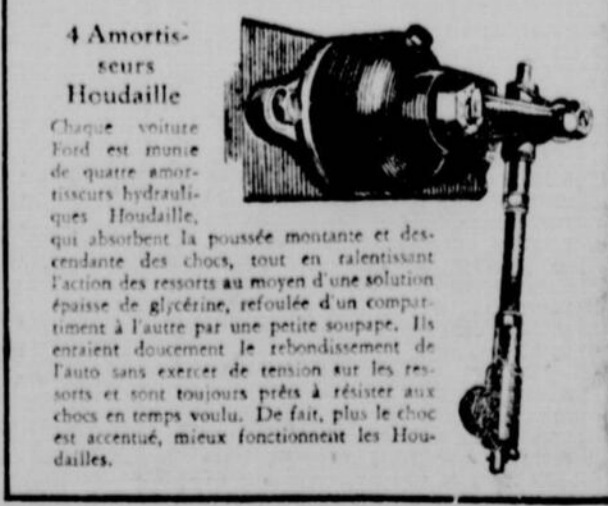 4 Amortis-
seurs
Houdaille
Chaque voiture
Ford est munie
de quatre amor-
tisseurs hydrauli-
ques Houdaille,
qui absorbent la poussée montante et des-
cendante des chocs, tout en ralentissant
l'action des ressorts au moyen d'une solution
épaisse de glycérine, refoulée d'un compar-
timent à l'autre par une petite soupape. Ils
enraient doucement le rebondissement de
l'auto sans exercer de tension sur les res-
sorts et sont toujours prêts à résister aux
chocs en temps voulu. De fait, plus le choc
est accentué, mieux fonctionnent les Hou-
dailles.